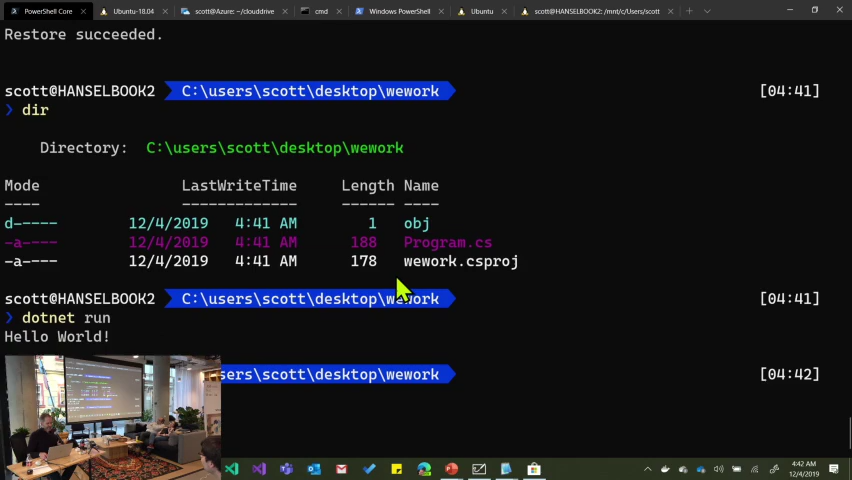 PowerShell Core
Ubuntu-18.04
scott@Azure: ~/clouddrive
cmd
Windows PowerShell
Ubuntu
scott@HANSELBOOK2: /mnt/c/Users/scott
Restore succeeded.
scott@HANSELBOOK2 C:\users\scott\desktop\wework [04:41]
❯ dir
Directory: C:\users\scott\desktop\wework
Mode LastWriteTime Length Name
---- ------------- ------ ----
d----- 12/4/2019 4:41 AM 1 obj
-a---- 12/4/2019 4:41 AM 188 Program.cs
-a---- 12/4/2019 4:41 AM 178 wework.csproj
scott@HANSELBOOK2 C:\users\scott\desktop\wework [04:41]
❯ dotnet run
Hello World!
sers\scott\desktop\wework [04:42]
4:42 AM
12/4/2019